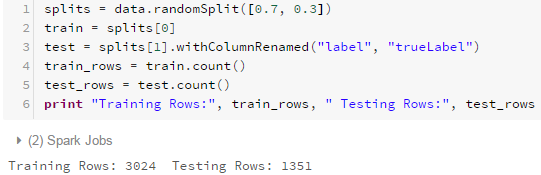 1 splits = data.randomSplit([0.7, 0.3])
2 train = splits[0]
3 test = splits[1].withColumnRenamed("label", "trueLabel")
4 train_rows = train.count()
5 test_rows = test.count()
6 print "Training Rows:", train_rows, " Testing Rows:", test_rows
(2) Spark Jobs
Training Rows: 3024  Testing Rows: 1351